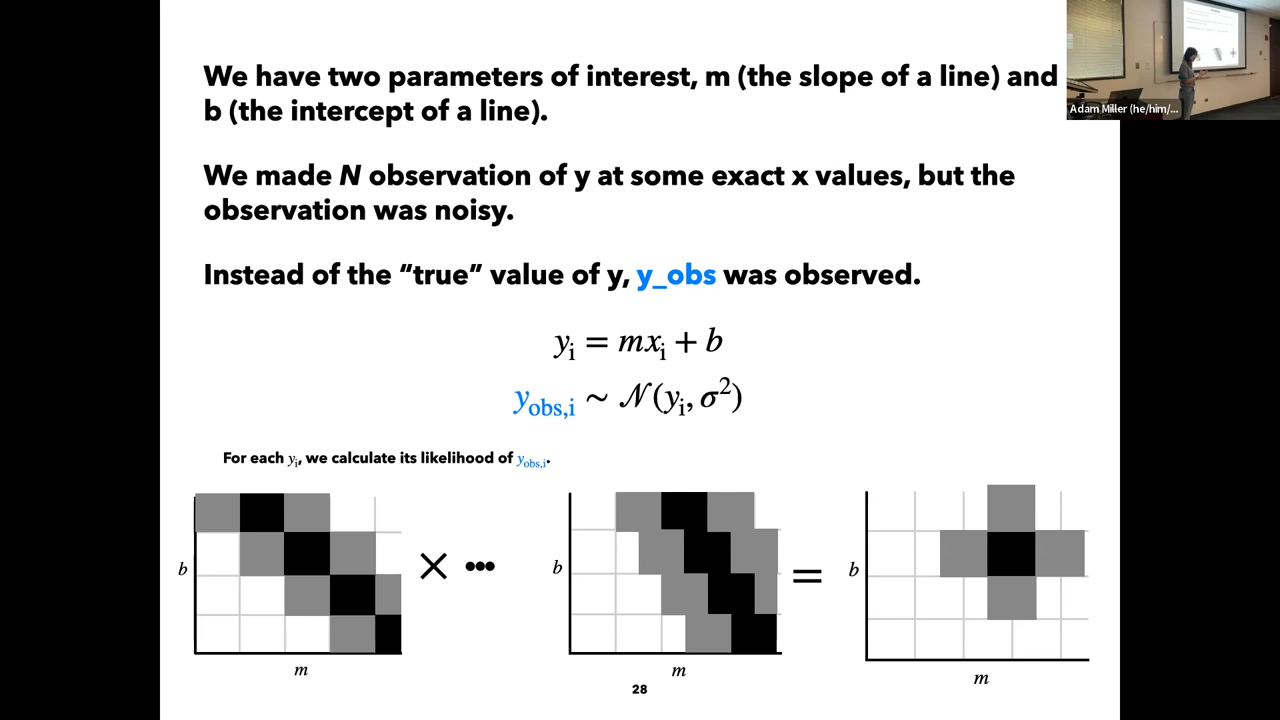 We have two parameters of interest, m (the slope of a line) and
b (the intercept of a line).
We made N observation of y at some exact x values, but the
observation was noisy.
Instead of the “true” value of y, y_obs was observed.
yᵢ = mxᵢ + b
y_obs,i ~ 𝒩(yᵢ, σ²)
For each yᵢ, we calculate its likelihood of y_obs,i.
b
m
× •••
b
m
=
b
m
28
Adam Miller (he/him/...